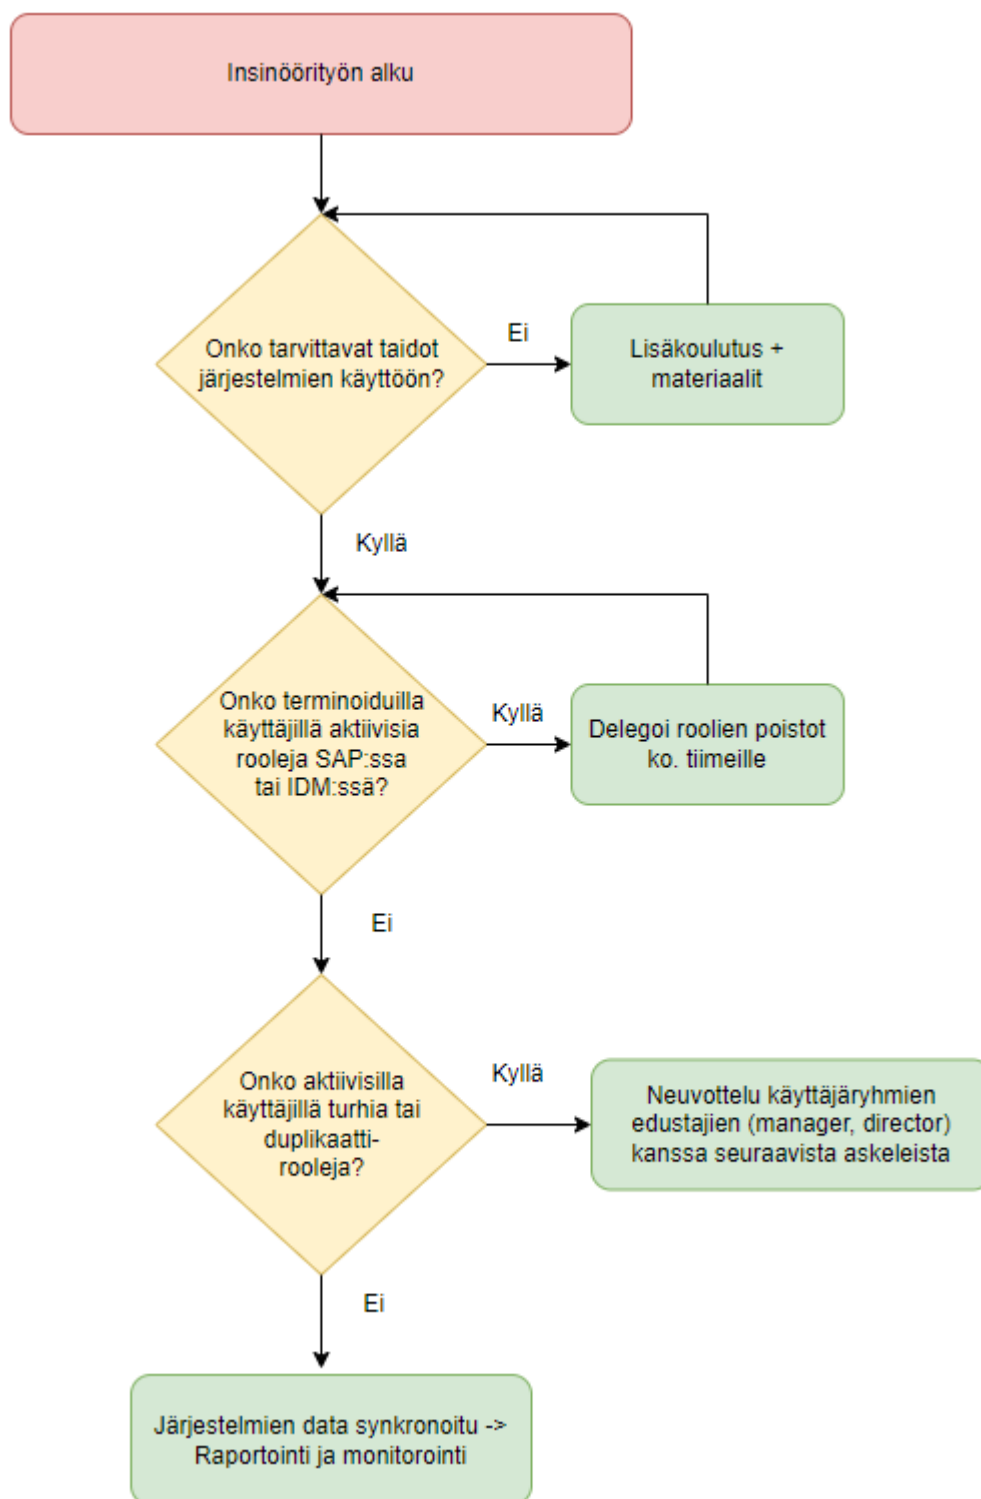 Insinöörityön alku
Onko tarvittavat taidot
järjestelmien käyttöön?
Ei
Lisäkoulutus +
materiaalit
Kyllä
Onko terminoiduilla
käyttäjillä aktiivisia
rooleja SAP:ssa
tai IDM:ssä?
Kyllä
Delegoi roolien poistot
ko. tiimeille
Ei
Onko aktiivisilla
käyttäjillä turhia tai
duplikaatti-
rooleja?
Kyllä
Neuvottelu käyttäjäryhmien
edustajien (manager, director)
kanssa seuraavista askeleista
Ei
Järjestelmien data synkronoitu ->
Raportointi ja monitorointi